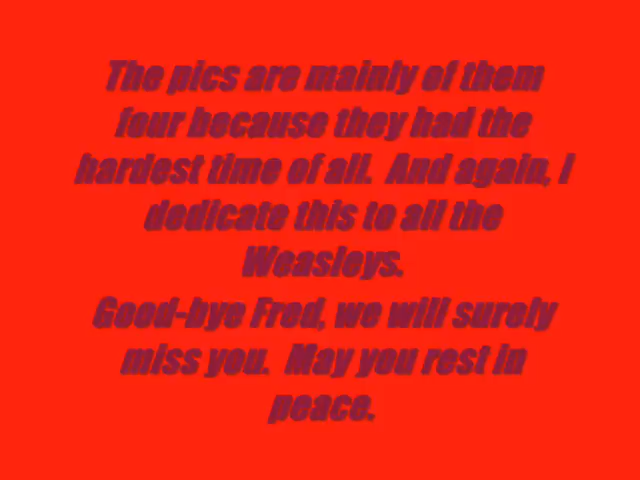 The pics are mainly of them
four because they had the
hardest time of all. And again, I
dedicate this to all the
Weasleys.
Good-bye Fred, we will surely
miss you. May you rest in
peace.